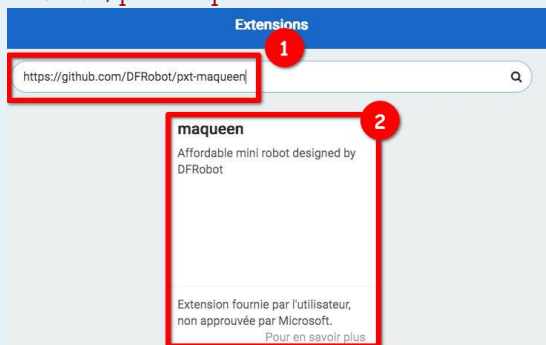 Extensions
1
https://github.com/DFRobot/pxt-maqueen
2
maqueen
Affordable mini robot designed by
DFRobot
Extension fournie par l'utilisateur,
non approuvée par Microsoft.
Pour en savoir plus